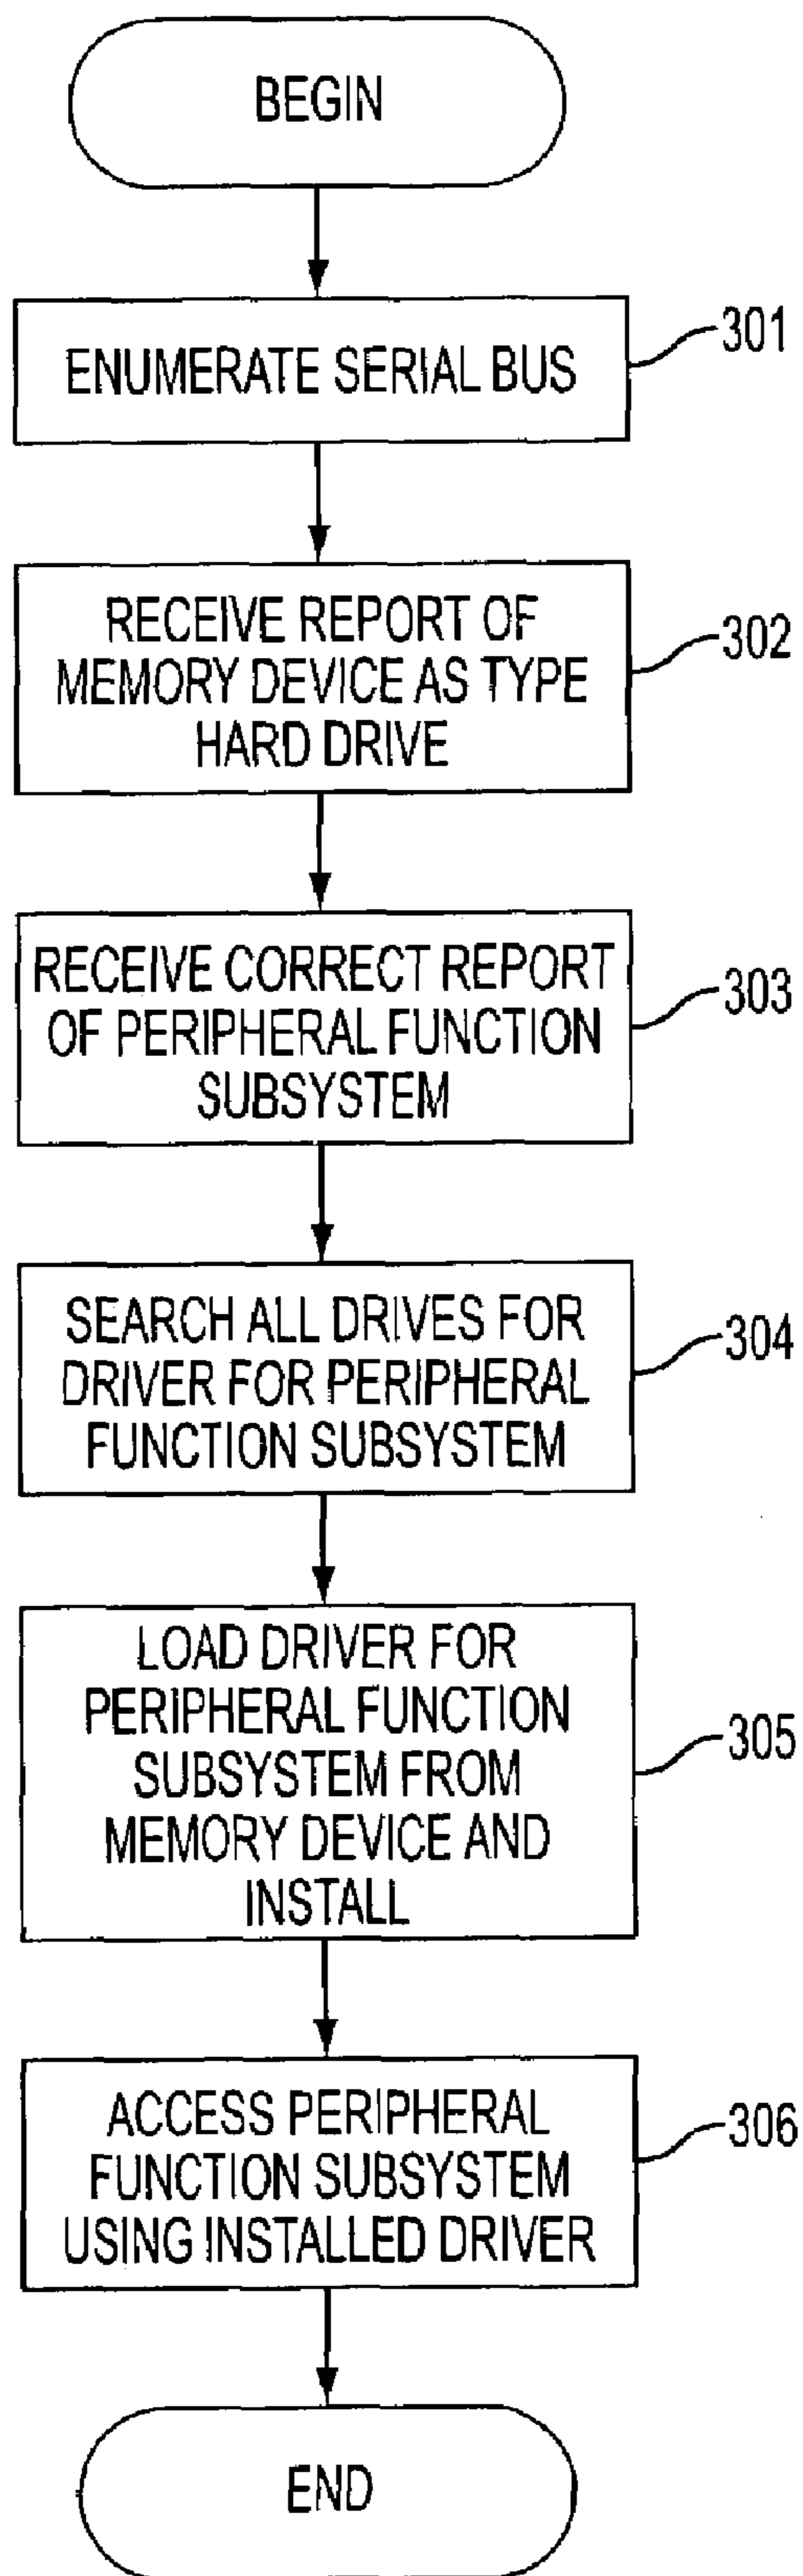 BEGIN
ENUMERATE SERIAL BUS
301
RECEIVE REPORT OF
MEMORY DEVICE AS TYPE
HARD DRIVE
302
RECEIVE CORRECT REPORT
OF PERIPHERAL FUNCTION
SUBSYSTEM
303
SEARCH ALL DRIVES FOR
DRIVER FOR PERIPHERAL
FUNCTION SUBSYSTEM
304
LOAD DRIVER FOR
PERIPHERAL FUNCTION
SUBSYSTEM FROM
MEMORY DEVICE AND
INSTALL
305
ACCESS PERIPHERAL
FUNCTION SUBSYSTEM
USING INSTALLED DRIVER
306
END